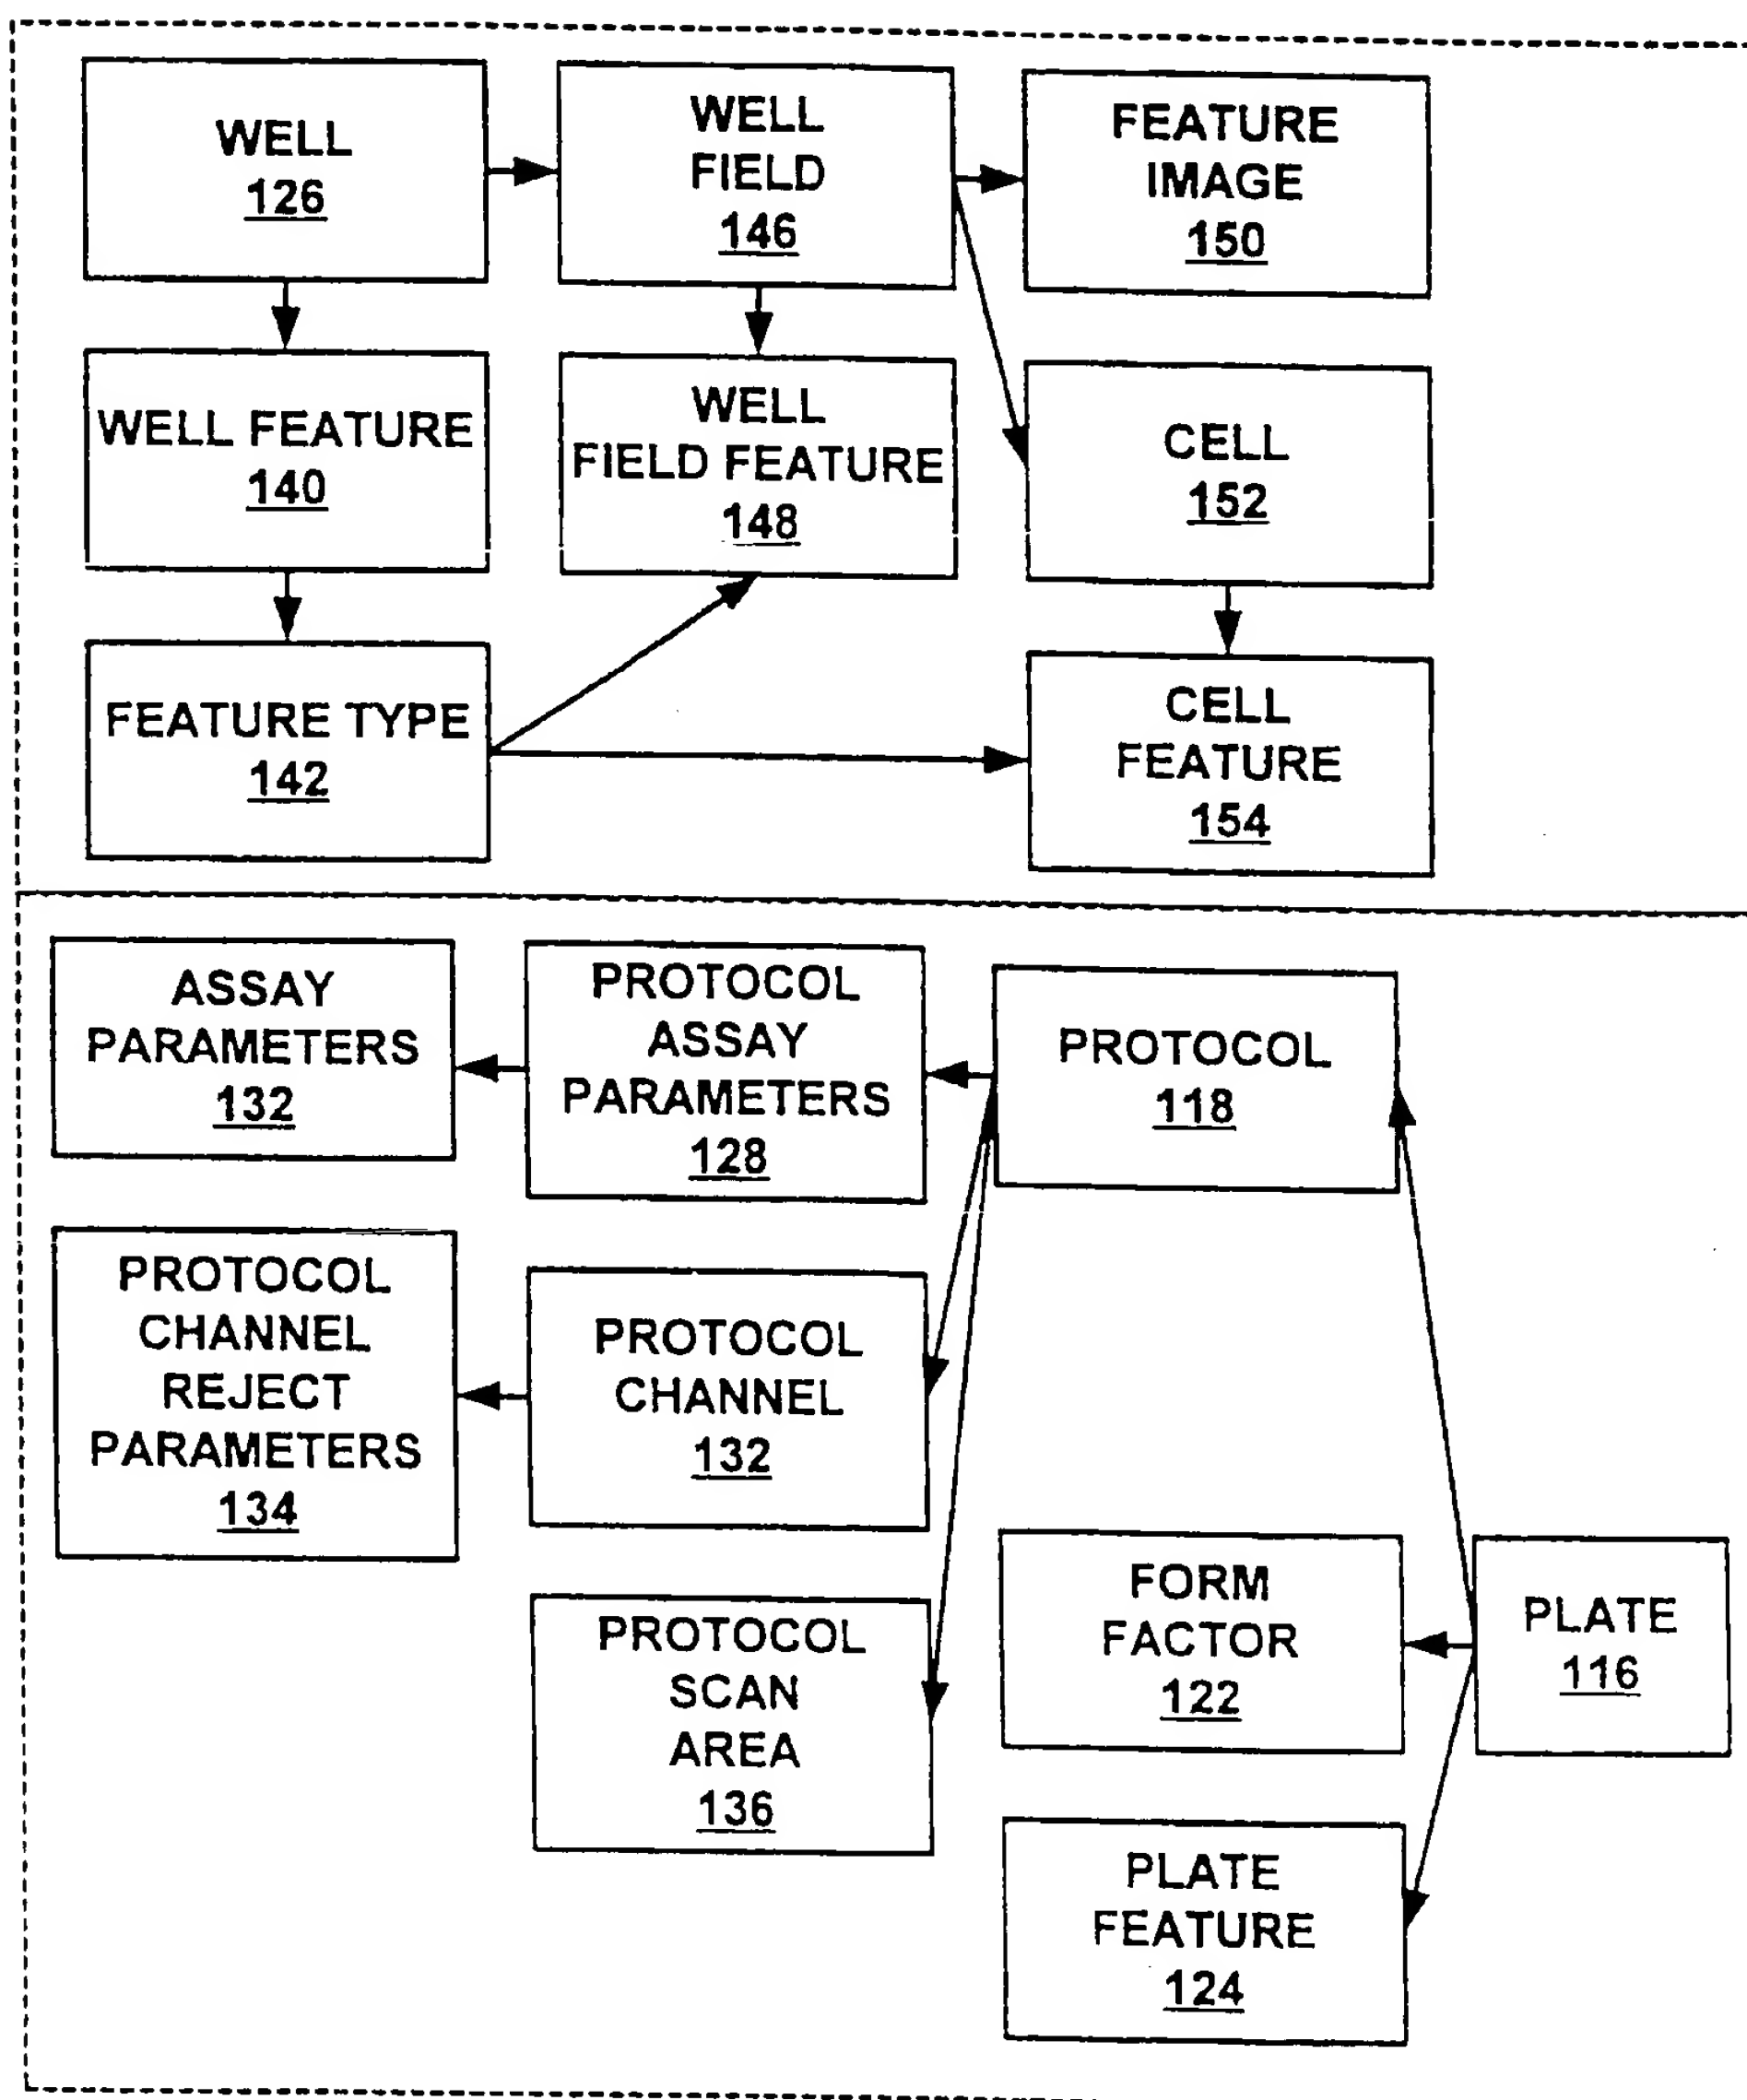 WELL
126
WELL
FIELD
146
FEATURE
IMAGE
150
WELL FEATURE
140
WELL
FIELD FEATURE
148
CELL
152
FEATURE TYPE
142
CELL
FEATURE
154
ASSAY
PARAMETERS
132
PROTOCOL
ASSAY
PARAMETERS
128
PROTOCOL
118
PROTOCOL
CHANNEL
REJECT
PARAMETERS
134
PROTOCOL
CHANNEL
132
PROTOCOL
SCAN
AREA
136
FORM
FACTOR
122
PLATE
116
PLATE
FEATURE
124